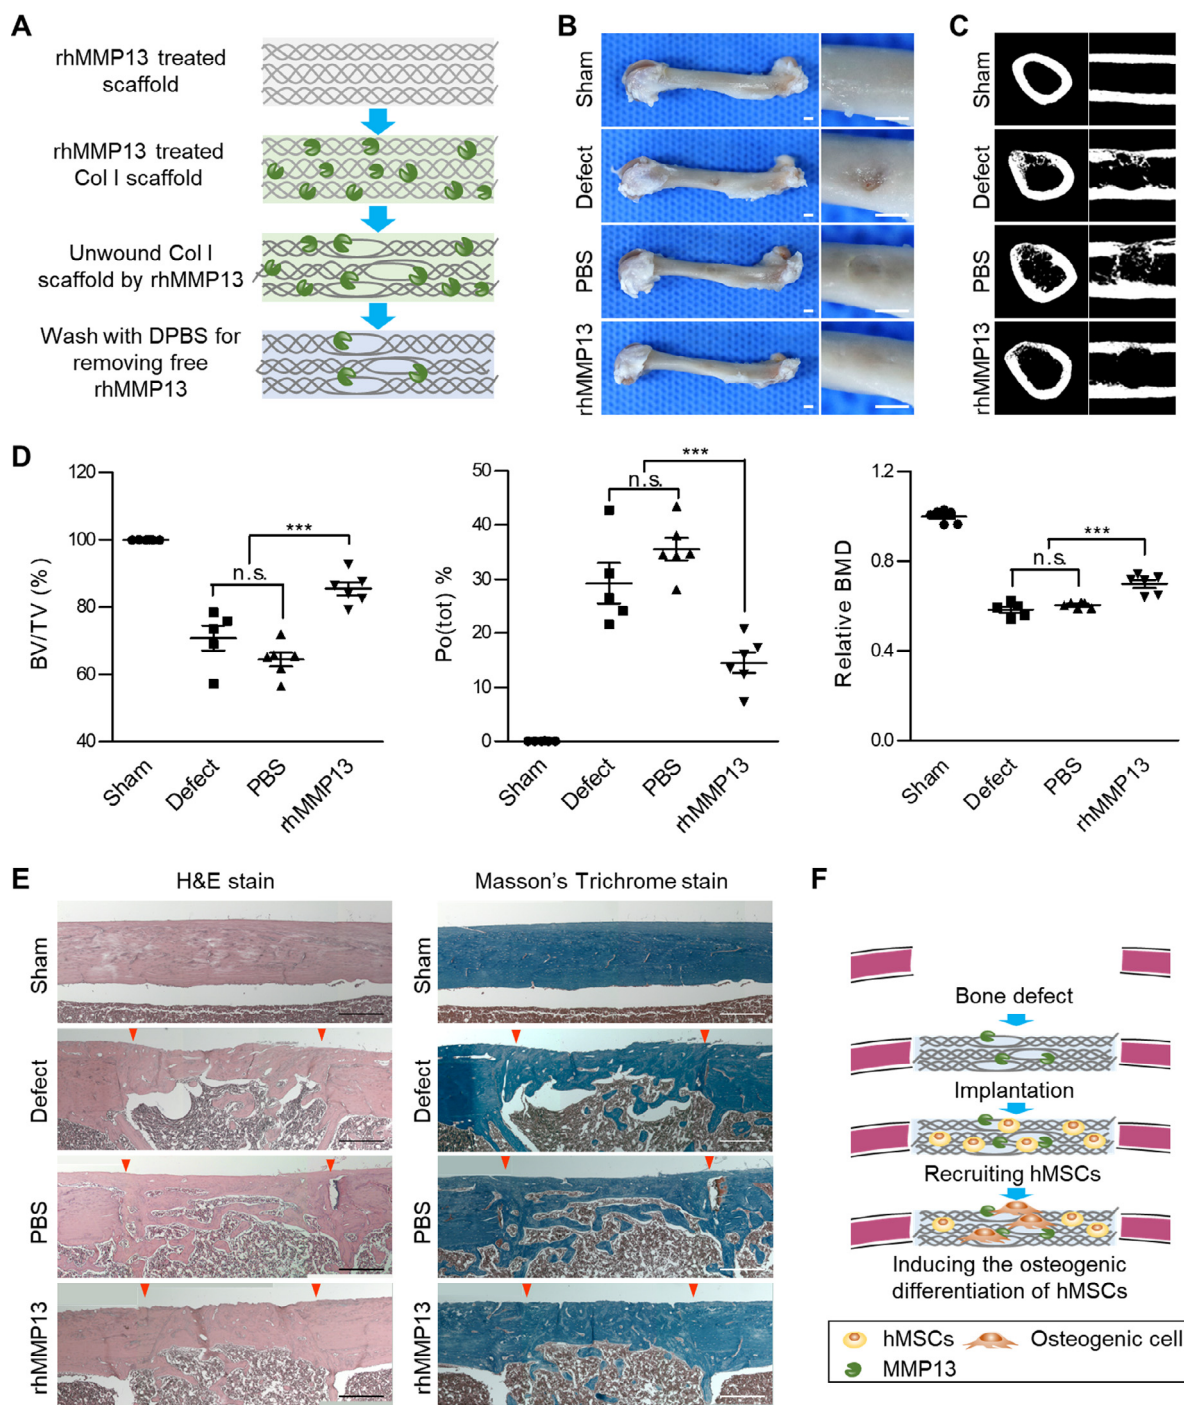 A
rhMMP13 treated
scaffold
rhMMP13 treated
Col I scaffold
Unwound Col I
scaffold by rhMMP13
Wash with DPBS for
removing free
rhMMP13
B
Sham
Defect
PBS
rhMMP13
C
Sham
Defect
PBS
rhMMP13
D
BV/TV (%)
120
100
80
60
40
n.s.
***
Sham
Defect
PBS
rhMMP13
Po(tot) %
50
40
30
20
10
0
n.s.
***
Sham
Defect
PBS
rhMMP13
Relative BMD
1.2
0.8
0.4
0.0
n.s.
***
Sham
Defect
PBS
rhMMP13
E
H&E stain
Masson's Trichrome stain
Sham
Defect
PBS
rhMMP13
Sham
Defect
PBS
rhMMP13
F
Bone defect
Implantation
Recruiting hMSCs
Inducing the osteogenic
differentiation of hMSCs
hMSCs
Osteogenic cell
MMP13